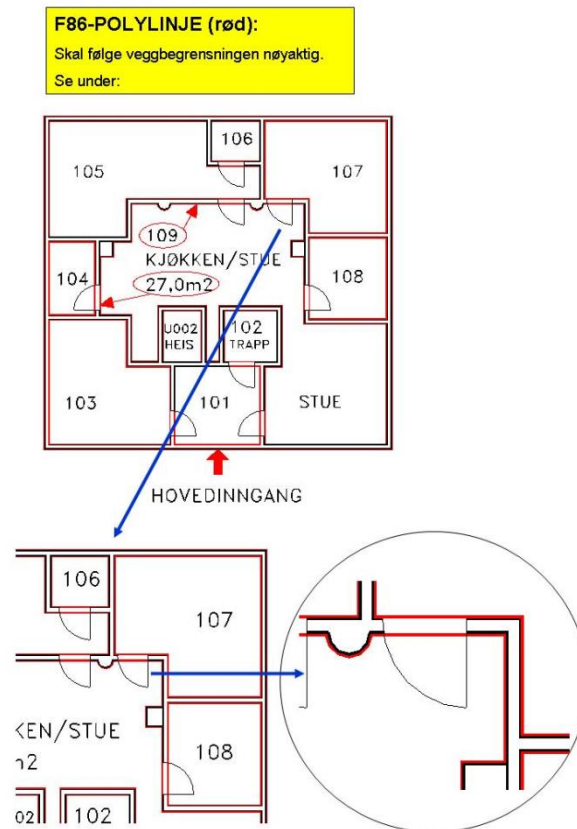 F86-POLYLINJE (rød):
Skal følge veggbegrensningen nøyaktig.
Se under:
106
105
107
109
KJØKKEN/STUE
104
27,0m2
108
U002
HEIS
102
TRAPP
103
101
STUE
HOVEDINNGANG
106
107
KEN/STUE
n2
108
02
102